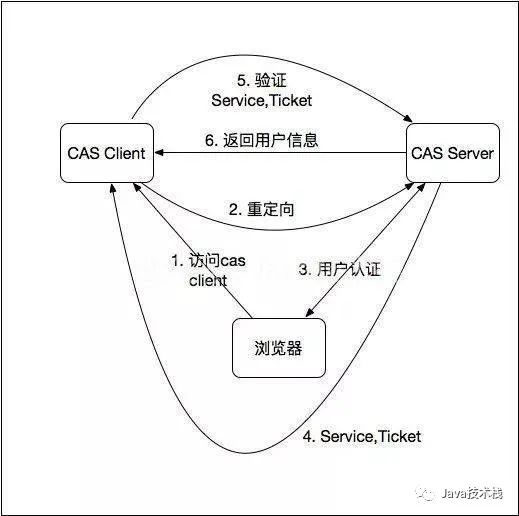 5. 验证
Service,Ticket
CAS Client
6. 返回用户信息
CAS Server
2. 重定向
1. 访问cas
client
3. 用户认证
浏览器
4. Service,Ticket
Java技术栈